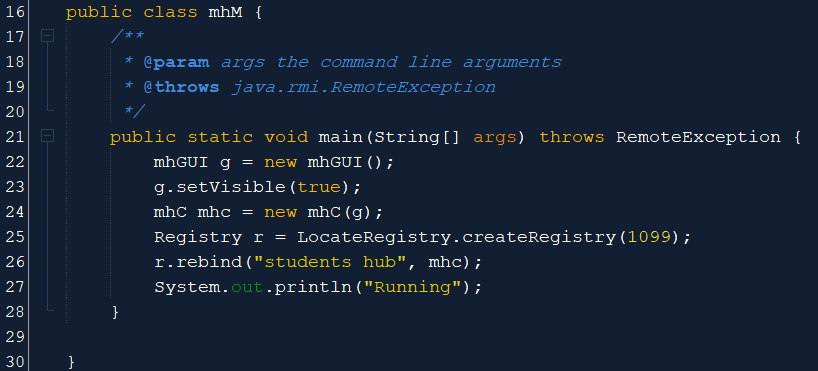 16 public class mhM {
17 /**
18 * @param args the command line arguments
19 * @throws java.rmi.RemoteException
20 */
21 public static void main(String[] args) throws RemoteException {
22 mhGUI g = new mhGUI();
23 g.setVisible(true);
24 mhC mhc = new mhC(g);
25 Registry r = LocateRegistry.createRegistry(1099);
26 r.rebind("students hub", mhc);
27 System.out.println("Running");
28 }
29
30 }